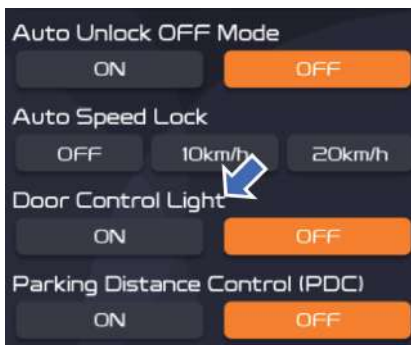 Auto Unlock OFF Mode
ON OFF
Auto Speed Lock
OFF 10km/h 20km/h
Door Control Light
ON OFF
Parking Distance Control (PDC)
ON OFF